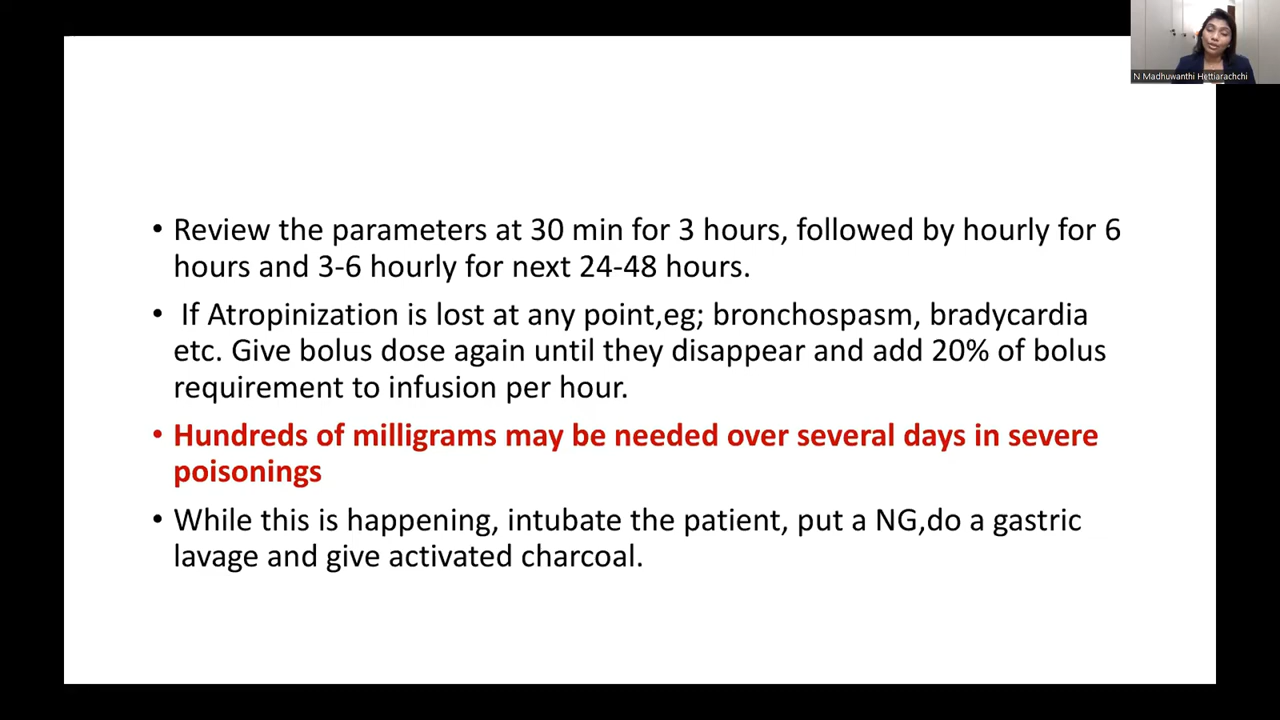 N Madhuwanthi Hettiarachchi
• Review the parameters at 30 min for 3 hours, followed by hourly for 6
hours and 3-6 hourly for next 24-48 hours.
• If Atropinization is lost at any point,eg; bronchospasm, bradycardia
etc. Give bolus dose again until they disappear and add 20% of bolus
requirement to infusion per hour.
• Hundreds of milligrams may be needed over several days in severe
poisonings
• While this is happening, intubate the patient, put a NG,do a gastric
lavage and give activated charcoal.